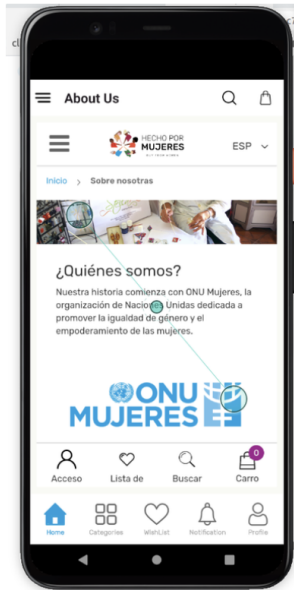 cl
About Us
HECHO POR
MUJERES
ESP
Inicio > Sobre nosotras
¿Quiénes somos?
Nuestra historia comienza con ONU Mujeres, la
organización de Naciones Unidas dedicada a
promover la igualdad de género y el
empoderamiento de las mujeres.
ONU
MUJERES
0
Acceso Lista de Buscar Carro
Home Categories WishList Notification Profile